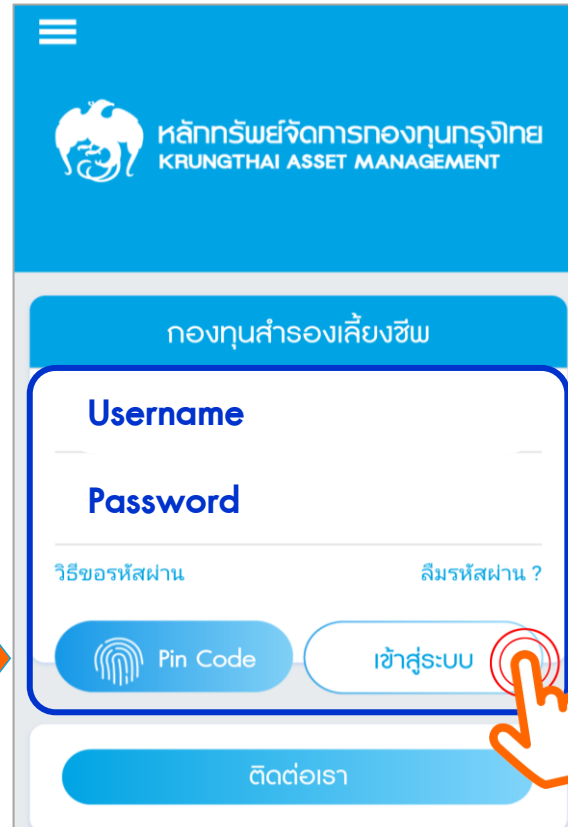 หลักทรัพย์จัดการกองทุนกรุงไทย
KRUNGTHAI ASSET MANAGEMENT
กองทุนสำรองเลี้ยงชีพ
Username
Password
วิธีขอรหัสผ่าน ลืมรหัสผ่าน ?
Pin Code เข้าสู่ระบบ
ติดต่อเรา